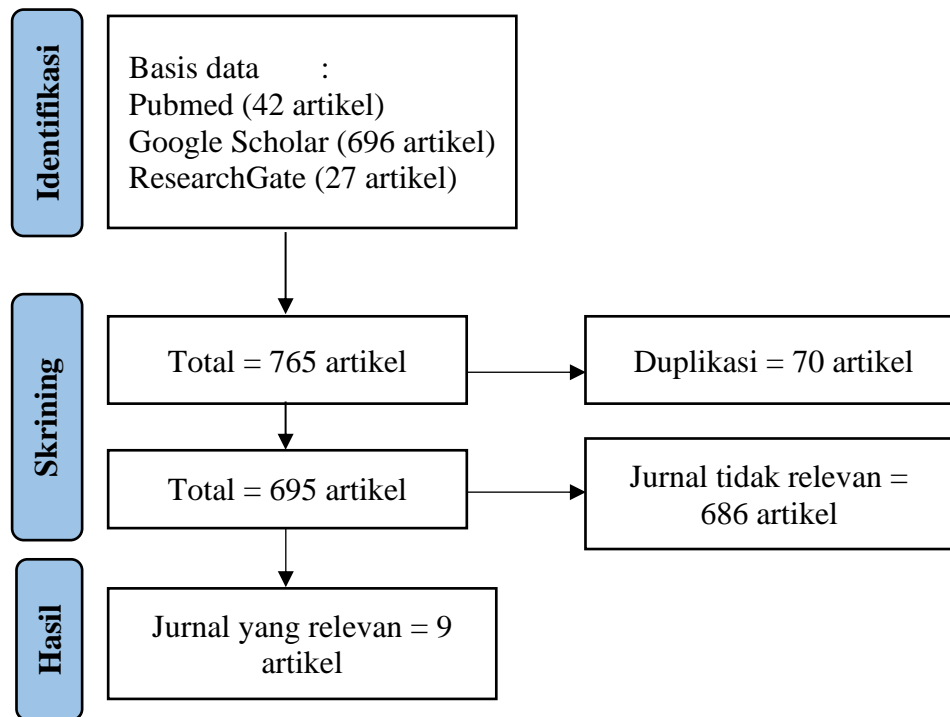 Identifikasi
Basis data :
Pubmed (42 artikel)
Google Scholar (696 artikel)
ResearchGate (27 artikel)
Skrining
Total = 765 artikel
Duplikasi = 70 artikel
Total = 695 artikel
Jurnal tidak relevan =
686 artikel
Hasil
Jurnal yang relevan = 9
artikel